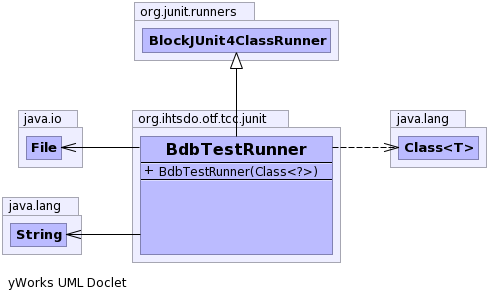 org.junit.runners
BlockJUnit4ClassRunner
java.io
File
org.ihtsdo.otf.tcc.junit
BdbTestRunner
+ BdbTestRunner(Class<?>)
java.lang
Class<T>
java.lang
String
yWorks UML Doclet